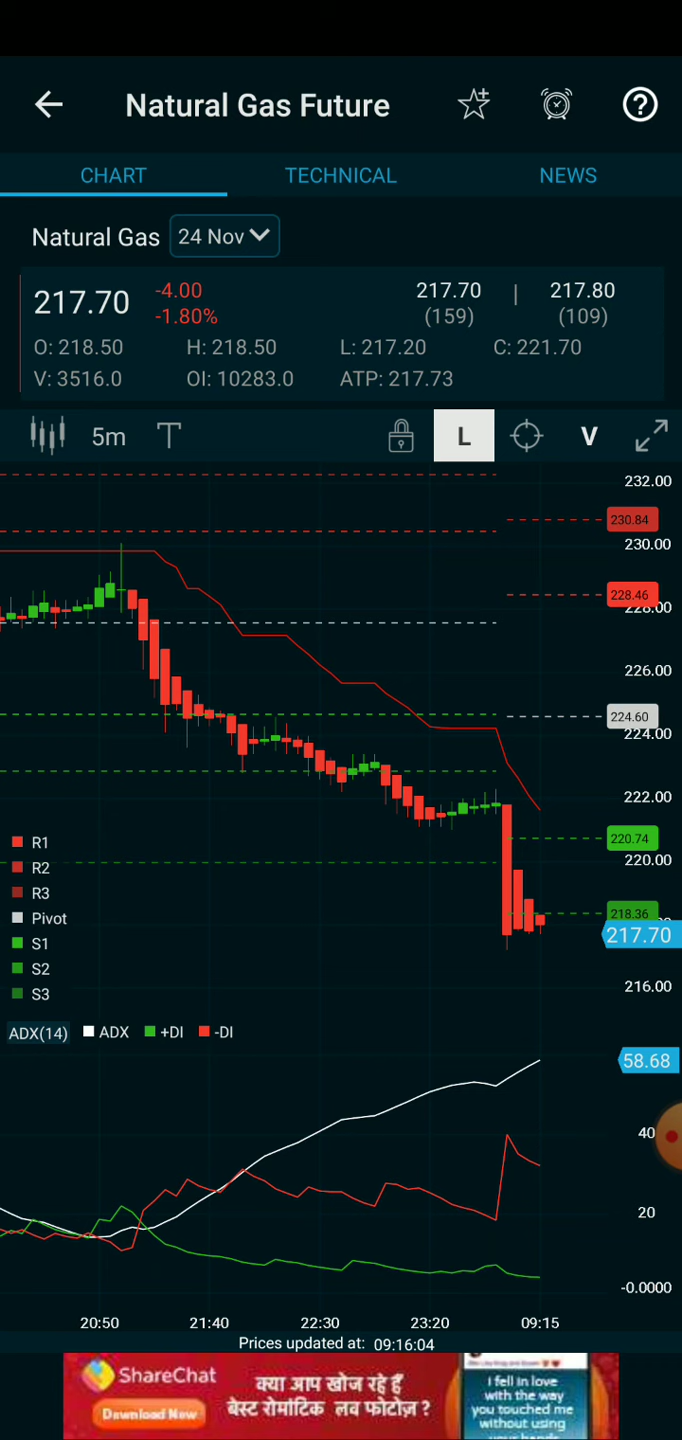 Natural Gas Future
CHART TECHNICAL NEWS
Natural Gas 24 Nov
217.70 -4.00 217.70 | 217.80
-1.80% (159) (109)
O: 218.50 H: 218.50 L: 217.20 C: 221.70
V: 3516.0 OI: 10283.0 ATP: 217.73
5m T L V
232.00
230.84
230.00
228.46
228.00
226.00
224.60
224.00
222.00
220.74
220.00
218.36
217.70
216.00
R1
R2
R3
Pivot
S1
S2
S3
ADX(14) ADX +DI -DI
58.68
40
20
-0.0000
20:50 21:40 22:30 23:20 09:15
Prices updated at: 09:16:04
ShareChat
Download Now
क्या आप खोज रहे हैं
बेस्ट रोमांटिक लव फोटोज़ ?
I fell in love
with the way
you touched me
without using